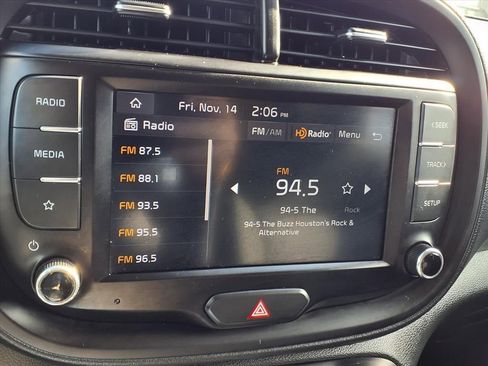 RADIO
MEDIA
Fri, Nov. 14 2:06 PM
Radio FM/AM HD Radio Menu
FM 87.5
FM 88.1
FM 93.5
FM 95.5
FM 96.5
FM
94.5
94-5 The Rock
94-5 The Buzz Houston's Rock &
Alternative
< SEEK
TRACK >
SETUP